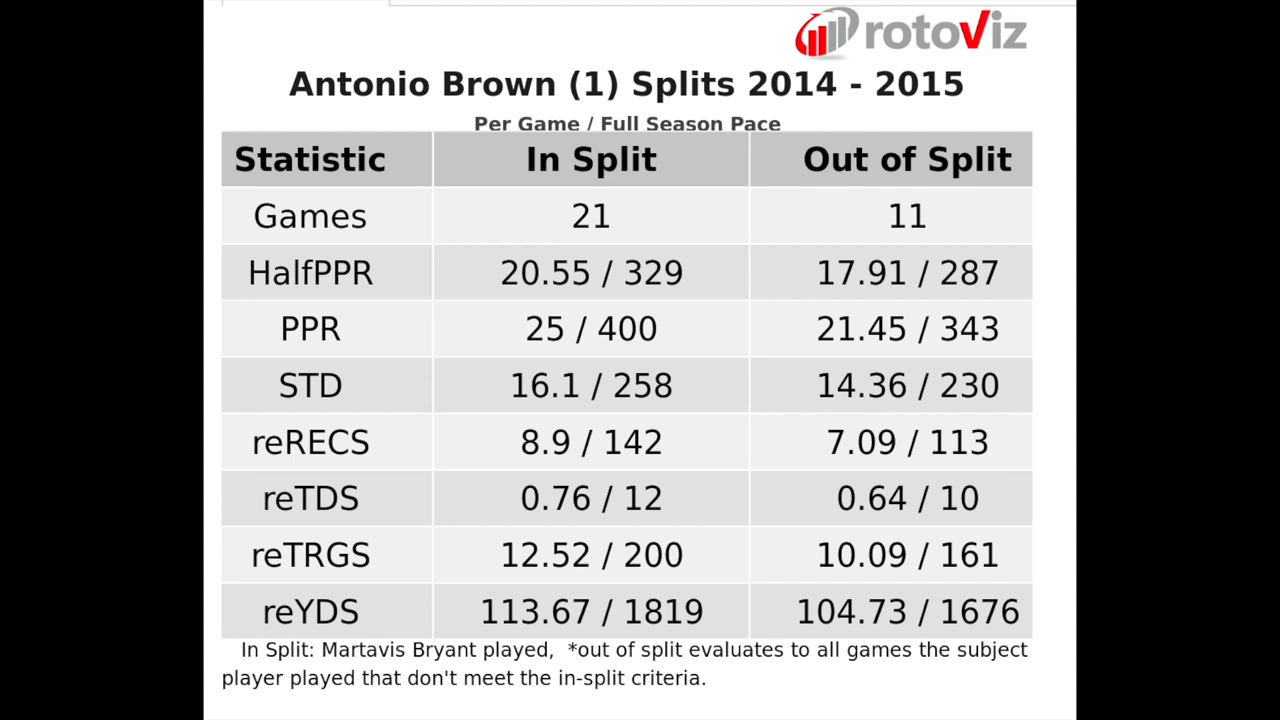 rotoViz
Antonio Brown (1) Splits 2014 - 2015
Per Game / Full Season Pace
Statistic In Split Out of Split
Games 21 11
HalfPPR 20.55 / 329 17.91 / 287
PPR 25 / 400 21.45 / 343
STD 16.1 / 258 14.36 / 230
reRECS 8.9 / 142 7.09 / 113
reTDS 0.76 / 12 0.64 / 10
reTRGS 12.52 / 200 10.09 / 161
reYDS 113.67 / 1819 104.73 / 1676
In Split: Martavis Bryant played, *out of split evaluates to all games the subject
player played that don't meet the in-split criteria.